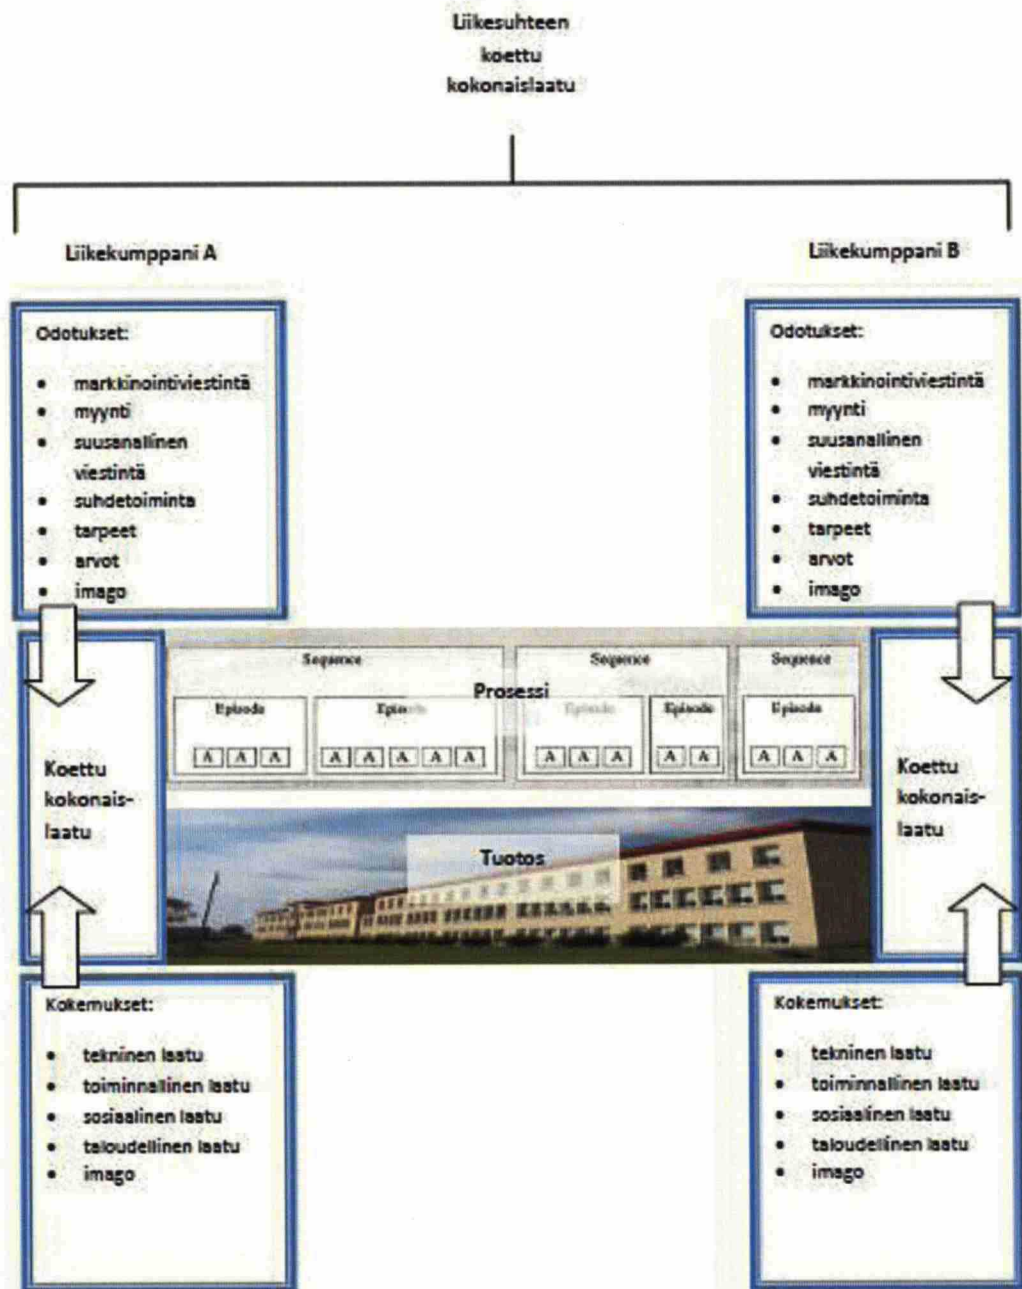 Liikesuhteen
koettu
kokonaislaatu
Liikekumppani A
Liikekumppani B
Odotukset:
• markkinointiviestintä
• myynti
• suusanallinen
viestintä
• suhdetoiminta
• tarpeet
• arvot
• imago
Odotukset:
• markkinointiviestintä
• myynti
• suusanallinen
viestintä
• suhdetoiminta
• tarpeet
• arvot
• imago
Sequence Sequence Sequence
Prosessi
Episode Episode Episode Episode Episode
A A A A A A A A A A A A A A A A
Koettu
kokonais-
laatu
Koettu
kokonais-
laatu
Tuotos
Kokemukset:
• tekninen laatu
• toiminnallinen laatu
• sosiaalinen laatu
• taloudellinen laatu
• imago
Kokemukset:
• tekninen laatu
• toiminnallinen laatu
• sosiaalinen laatu
• taloudellinen laatu
• imago